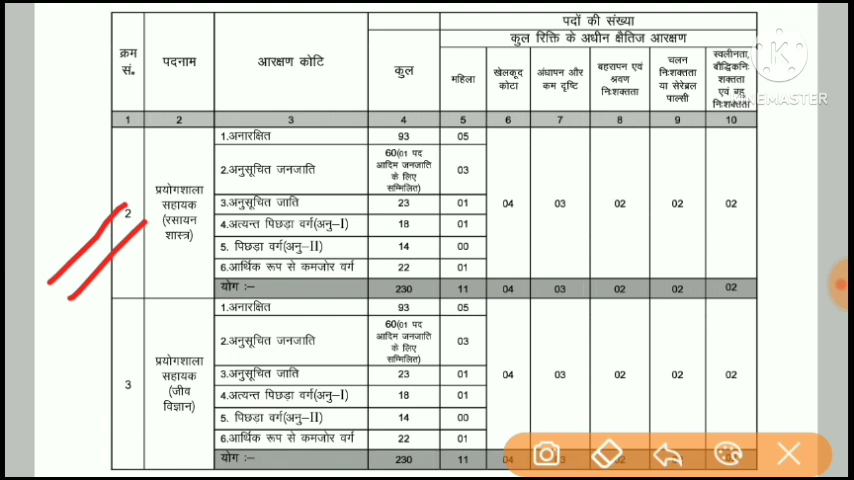 पदों की संख्या
कुल रिक्ति के अधीन क्षैतिज आरक्षण
क्रम सं. पदनाम आरक्षण कोटि कुल महिला खेलकूद कोटा अंधापन और कम दृष्टि बहरापन एवं श्रवण निःशक्तता चलन निःशक्तता या सेरेब्रल पाल्सी स्वलीनता, बौद्धिक निःशक्तता एवं बहु निःशक्तता
1 2 3 4 5 6 7 8 9 10
2 प्रयोगशाला सहायक (रसायन शास्त्र)
1.अनारक्षित 93 05
2.अनुसूचित जनजाति 60(01 पद आदिम जनजाति के लिए सम्मिलित) 03
3.अनुसूचित जाति 23 01 04 03 02 02 02
4.अत्यन्त पिछड़ा वर्ग(अनु–I) 18 01
5. पिछड़ा वर्ग(अनु–II) 14 00
6.आर्थिक रूप से कमजोर वर्ग 22 01
योग :– 230 11 04 03 02 02 02
3 प्रयोगशाला सहायक (जीव विज्ञान)
1.अनारक्षित 93 05
2.अनुसूचित जनजाति 60(01 पद आदिम जनजाति के लिए सम्मिलित) 03
3.अनुसूचित जाति 23 01 04 03 02 02 02
4.अत्यन्त पिछड़ा वर्ग(अनु–I) 18 01
5. पिछड़ा वर्ग(अनु–II) 14 00
6.आर्थिक रूप से कमजोर वर्ग 22 01
योग :– 230 11 04 02